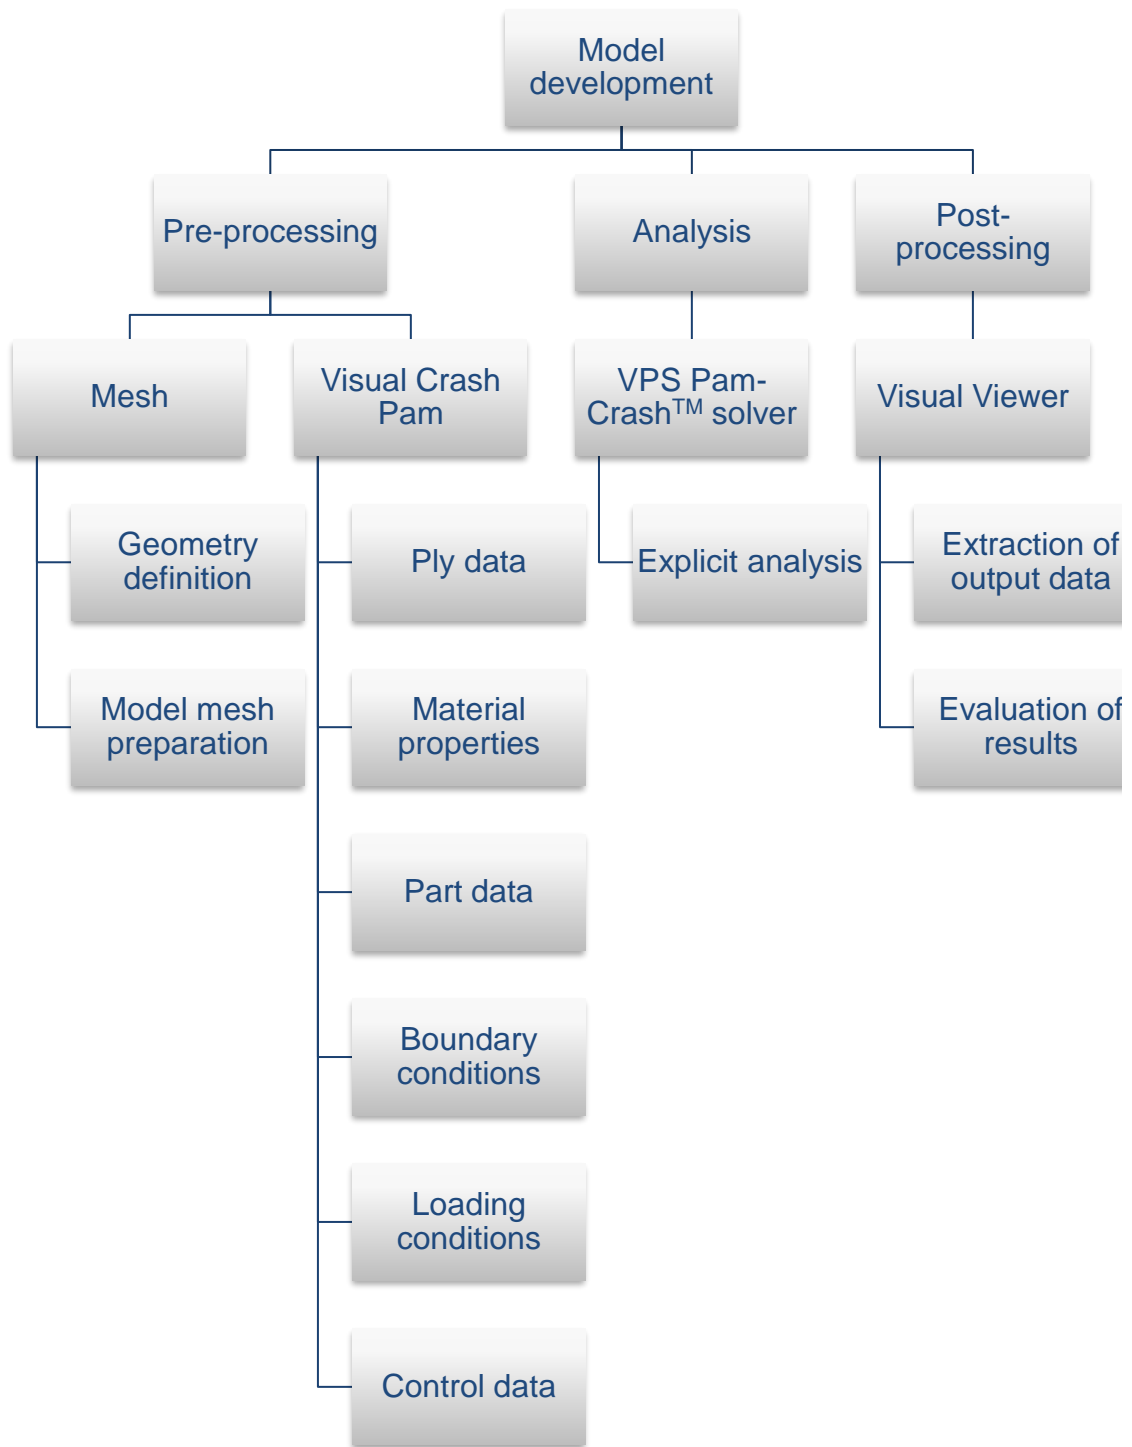 Model
development
Pre-processing
Analysis
Post-
processing
Mesh
Visual Crash
Pam
VPS Pam-
Crash™ solver
Visual Viewer
Geometry
definition
Ply data
Explicit analysis
Extraction of
output data
Model mesh
preparation
Material
properties
Evaluation of
results
Part data
Boundary
conditions
Loading
conditions
Control data